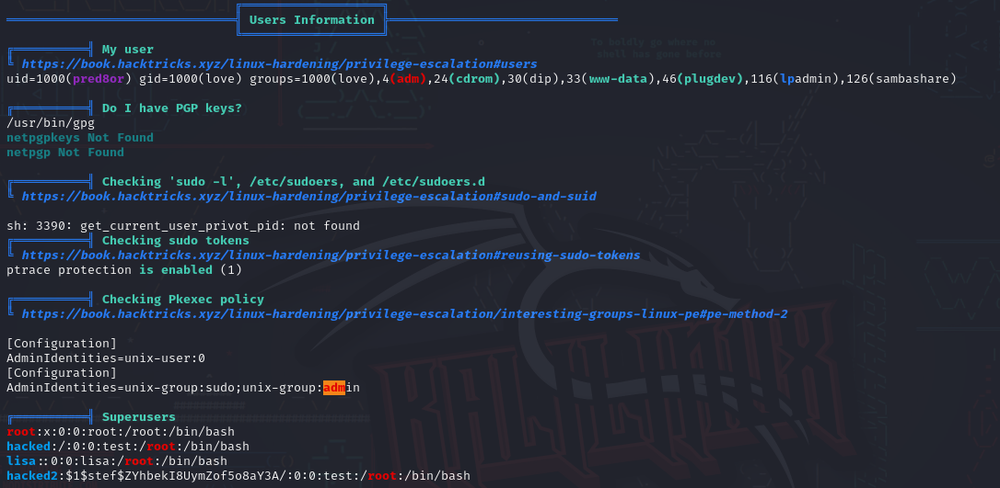 Users Information
My user
https://book.hacktricks.xyz/linux-hardening/privilege-escalation#users
uid=1000(pred8or) gid=1000(love) groups=1000(love),4(adm),24(cdrom),30(dip),33(www-data),46(plugdev),116(lpadmin),126(sambashare)
Do I have PGP keys?
/usr/bin/gpg
netpgpkeys Not Found
netpgp Not Found
Checking 'sudo -l', /etc/sudoers, and /etc/sudoers.d
https://book.hacktricks.xyz/linux-hardening/privilege-escalation#sudo-and-suid
sh: 3390: get_current_user_privot_pid: not found
Checking sudo tokens
https://book.hacktricks.xyz/linux-hardening/privilege-escalation#reusing-sudo-tokens
ptrace protection is enabled (1)
Checking Pkexec policy
https://book.hacktricks.xyz/linux-hardening/privilege-escalation/interesting-groups-linux-pe#pe-method-2
[Configuration]
AdminIdentities=unix-user:0
[Configuration]
AdminIdentities=unix-group:sudo;unix-group:admin
Superusers
root:x:0:0:root:/root:/bin/bash
hacked:/:0:0:test:/root:/bin/bash
lisa::0:0:lisa:/root:/bin/bash
hacked2:$1$stef$ZYhbekI8UymZof5o8aY3A/:0:0:test:/root:/bin/bash
To boldly go where no
shell has gone before
KALI LINUX